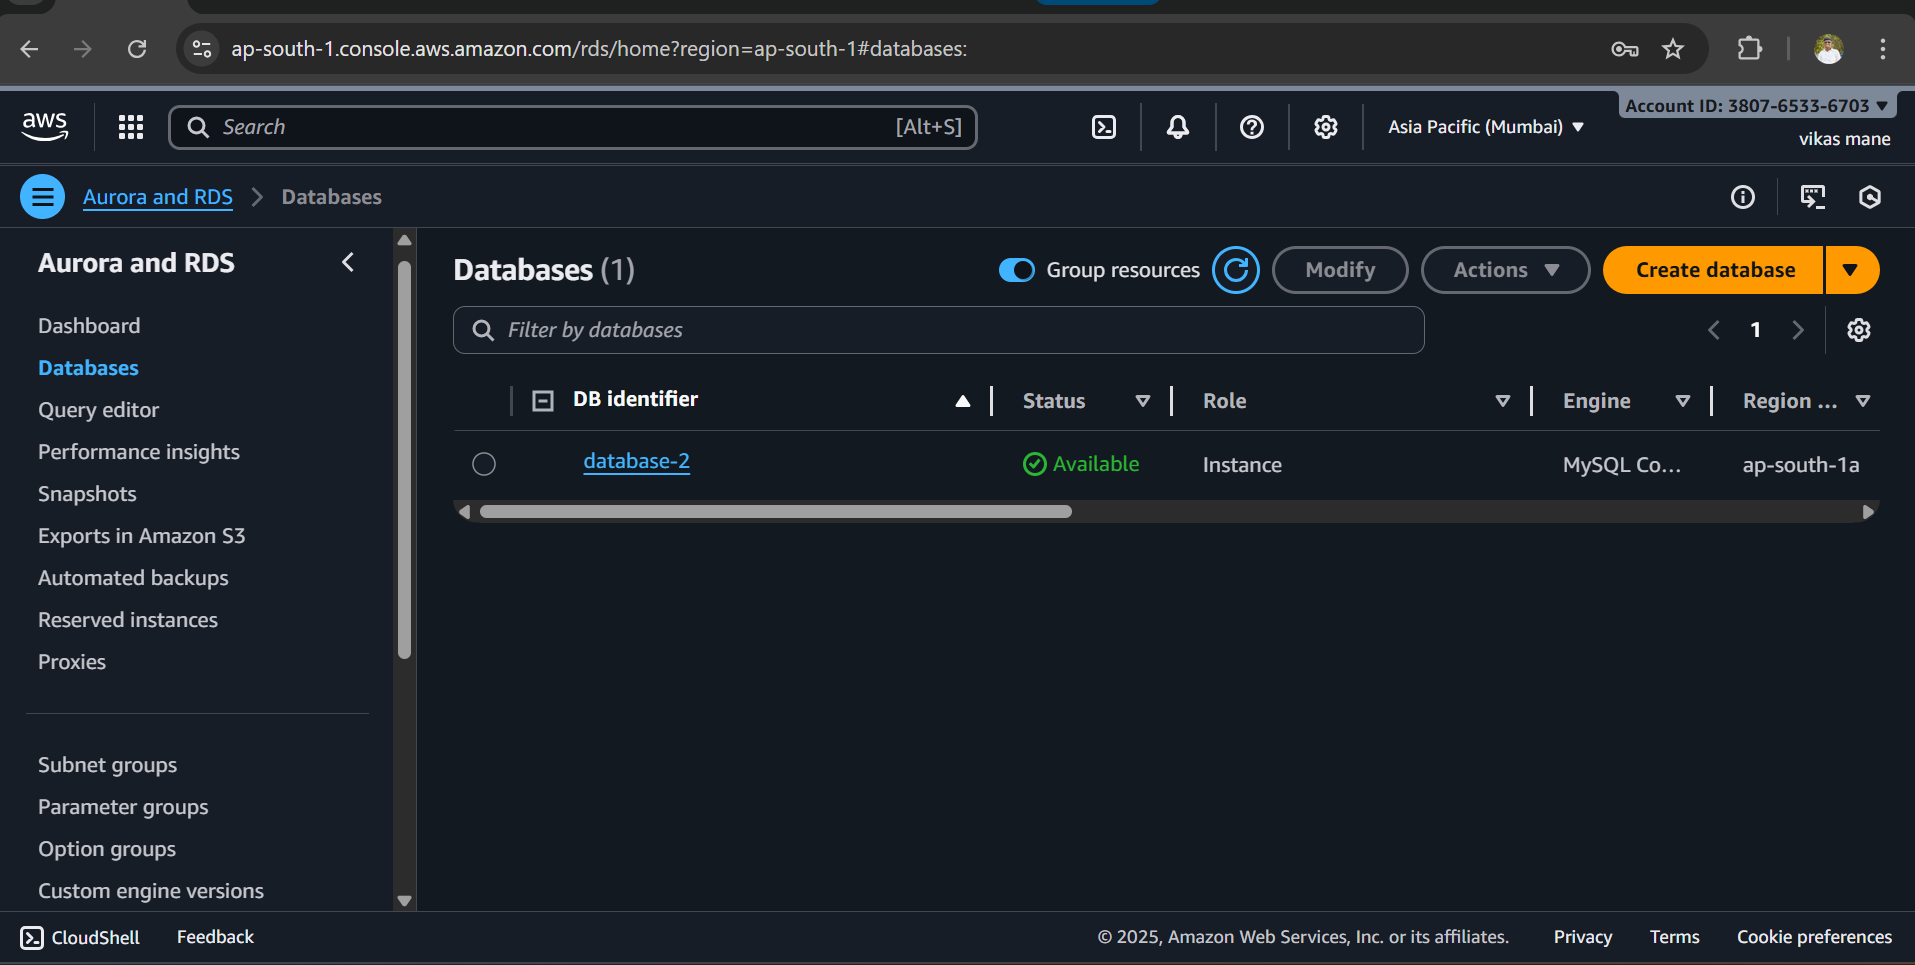 ap-south-1.console.aws.amazon.com/rds/home?region=ap-south-1#databases:
aws
Search
[Alt+S]
Asia Pacific (Mumbai)
Account ID: 3807-6533-6703
vikas mane
Aurora and RDS
Databases
Aurora and RDS
Dashboard
Databases
Query editor
Performance insights
Snapshots
Exports in Amazon S3
Automated backups
Reserved instances
Proxies
Subnet groups
Parameter groups
Option groups
Custom engine versions
Databases (1)
Group resources
Modify
Actions
Create database
Filter by databases
1
DB identifier
Status
Role
Engine
Region ...
database-2
Available
Instance
MySQL Co...
ap-south-1a
CloudShell
Feedback
© 2025, Amazon Web Services, Inc. or its affiliates.
Privacy
Terms
Cookie preferences